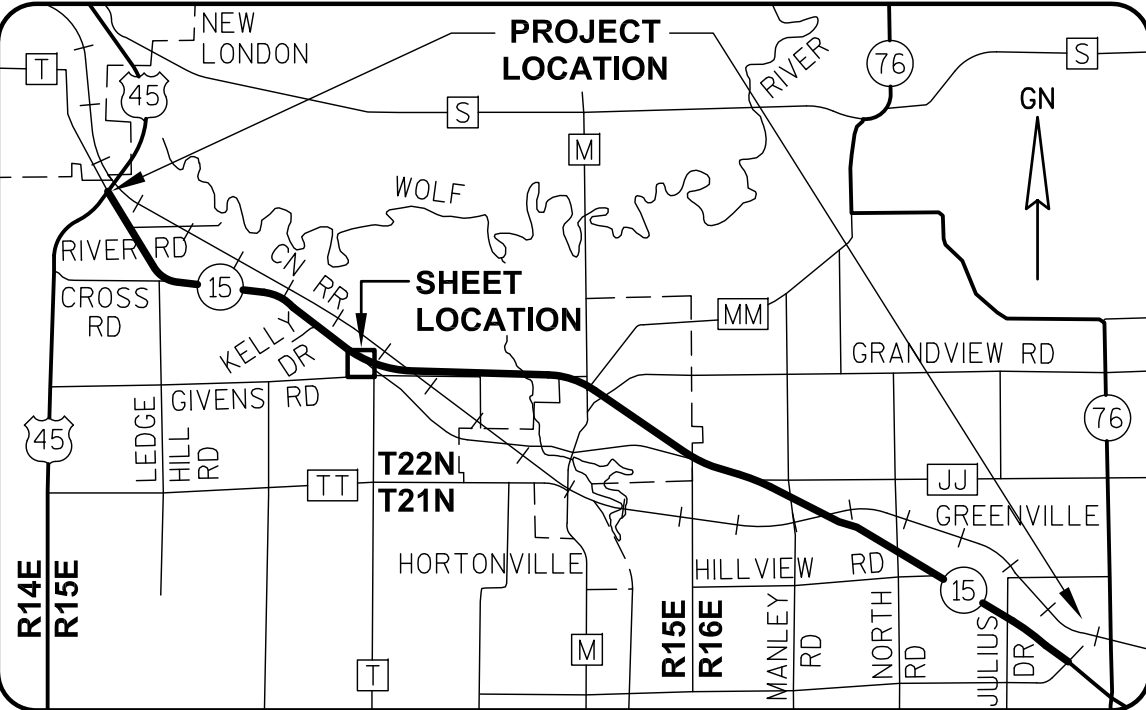 NEW
LONDON
PROJECT
LOCATION
RIVER
76
S
T
45
S
GN
M
WOLF
RIVER RD
CN RR
SHEET
LOCATION
15
CROSS
RD
MM
KELLY
DR
GRANDVIEW RD
GIVENS RD
76
45
LEDGE
HILL
RD
T22N
T21N
TT
JJ
GREENVILLE
HORTONVILLE
HILLVIEW RD
15
R14E
R15E
R15E
R16E
MANLEY
RD
NORTH
RD
JULIUS
DR
M
T